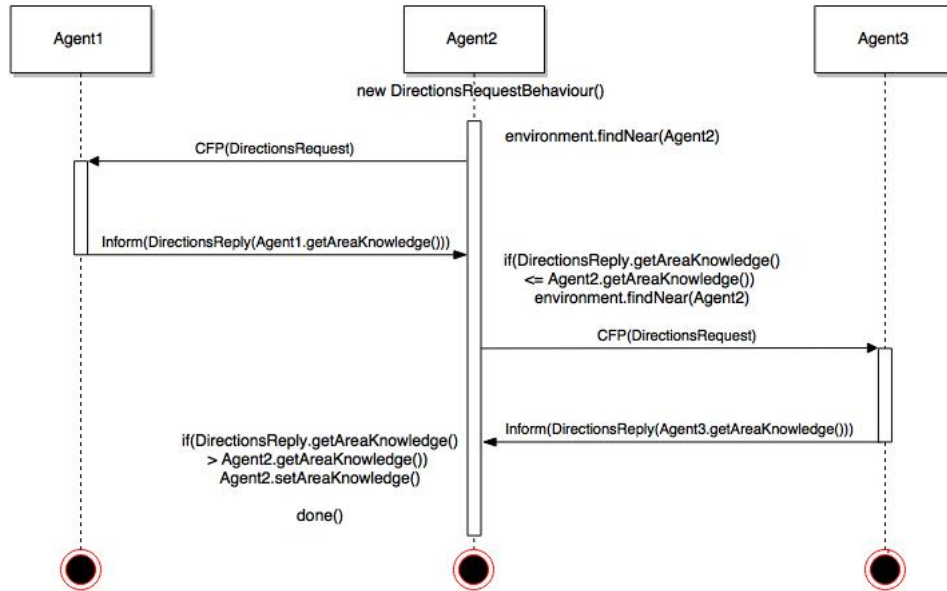 Agent1
Agent2
Agent3
new DirectionsRequestBehaviour()
environment.findNear(Agent2)
CFP(DirectionsRequest)
Inform(DirectionsReply(Agent1.getAreaKnowledge()))
if(DirectionsReply.getAreaKnowledge()
<= Agent2.getAreaKnowledge())
environment.findNear(Agent2)
CFP(DirectionsRequest)
Inform(DirectionsReply(Agent3.getAreaKnowledge()))
if(DirectionsReply.getAreaKnowledge()
> Agent2.getAreaKnowledge())
Agent2.setAreaKnowledge()
done()